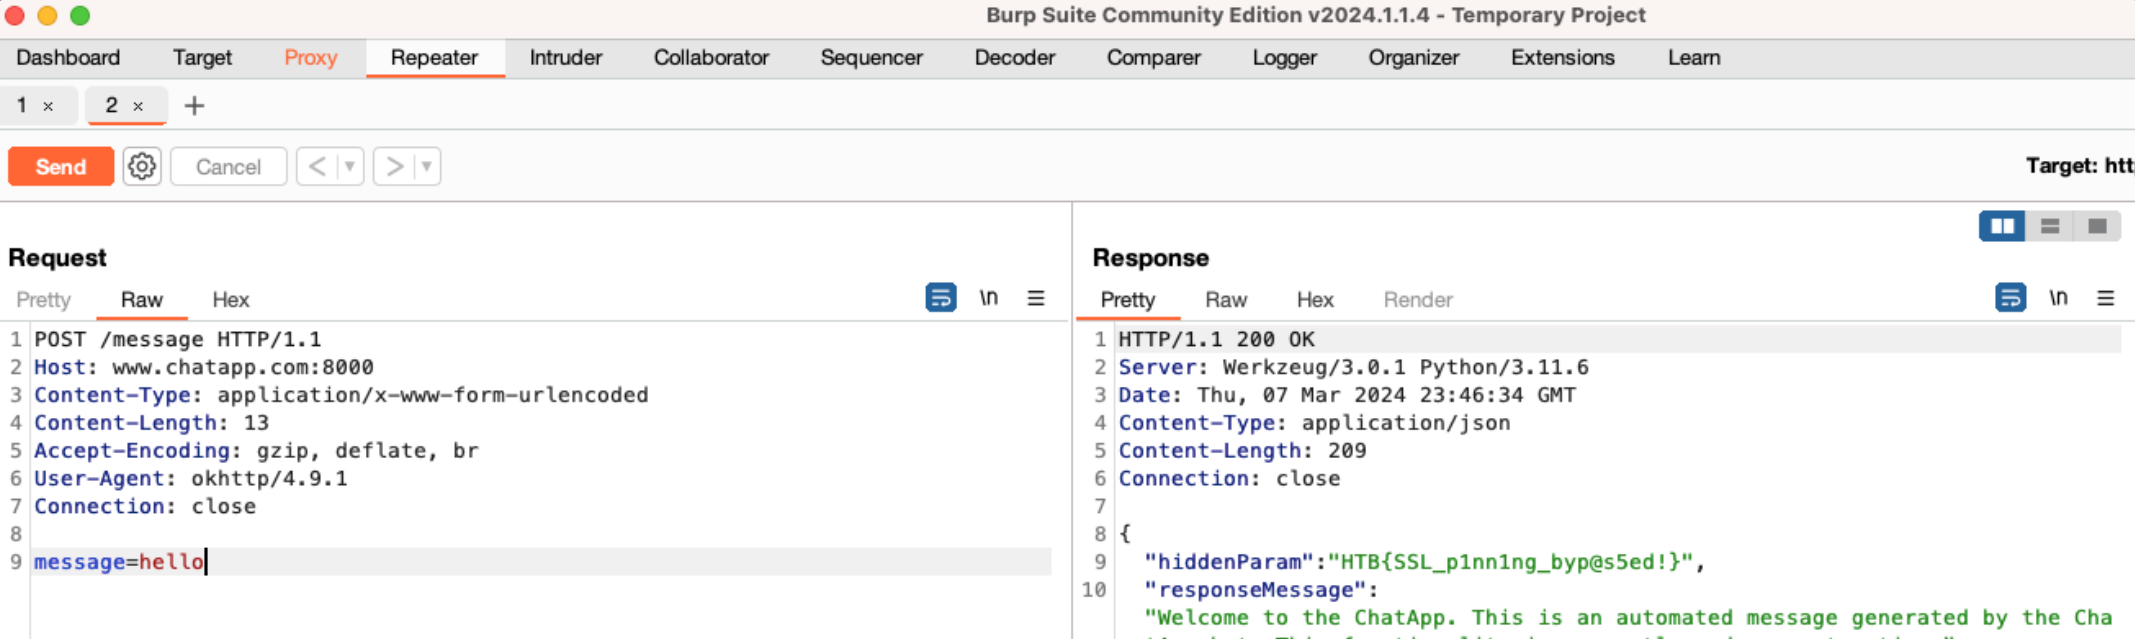 Burp Suite Community Edition v2024.1.1.4 - Temporary Project
Dashboard Target Proxy Repeater Intruder Collaborator Sequencer Decoder Comparer Logger Organizer Extensions Learn
1 × 2 × +
Send Cancel < > Target: htt
Request
Pretty Raw Hex \n
1 POST /message HTTP/1.1
2 Host: www.chatapp.com:8000
3 Content-Type: application/x-www-form-urlencoded
4 Content-Length: 13
5 Accept-Encoding: gzip, deflate, br
6 User-Agent: okhttp/4.9.1
7 Connection: close
8
9 message=hello
Response
Pretty Raw Hex Render \n
1 HTTP/1.1 200 OK
2 Server: Werkzeug/3.0.1 Python/3.11.6
3 Date: Thu, 07 Mar 2024 23:46:34 GMT
4 Content-Type: application/json
5 Content-Length: 209
6 Connection: close
7
8 {
9 "hiddenParam":"HTB{SSL_p1nn1ng_byp@s5ed!}",
10 "responseMessage":
"Welcome to the ChatApp. This is an automated message generated by the Cha